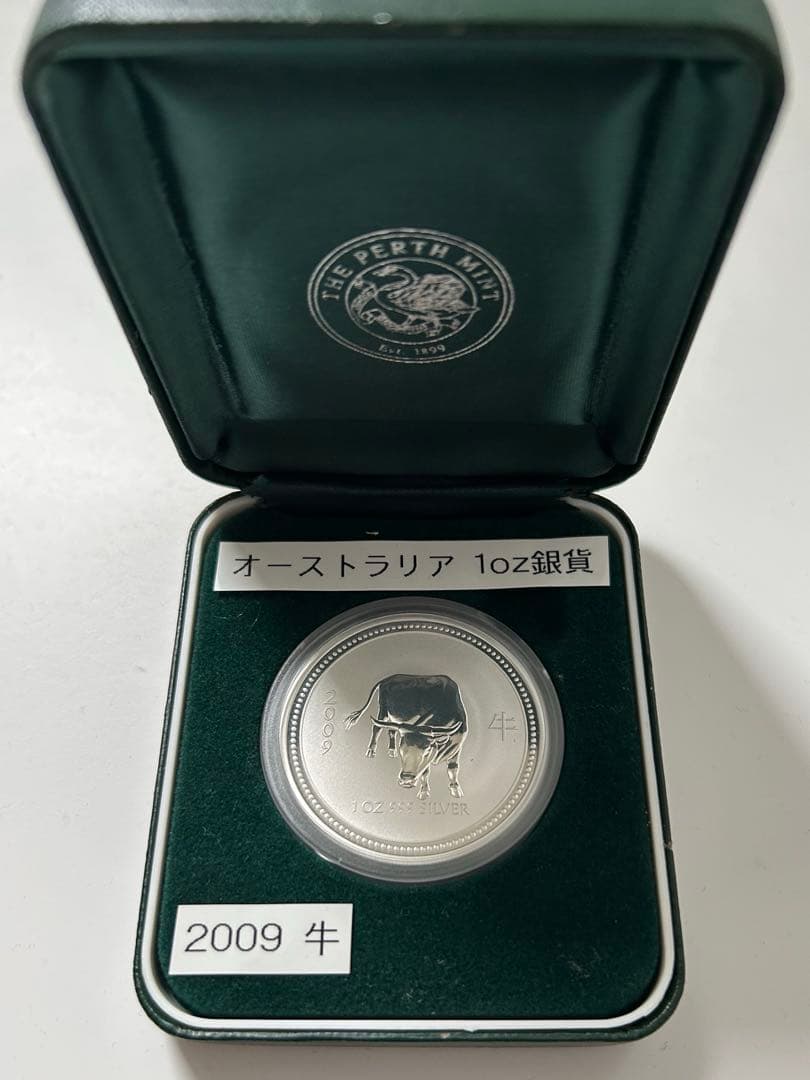 THE PERTH MINT
Est. 1899
オーストラリア 1oz銀貨
2009
牛
1 OZ 999 SILVER
2009 牛